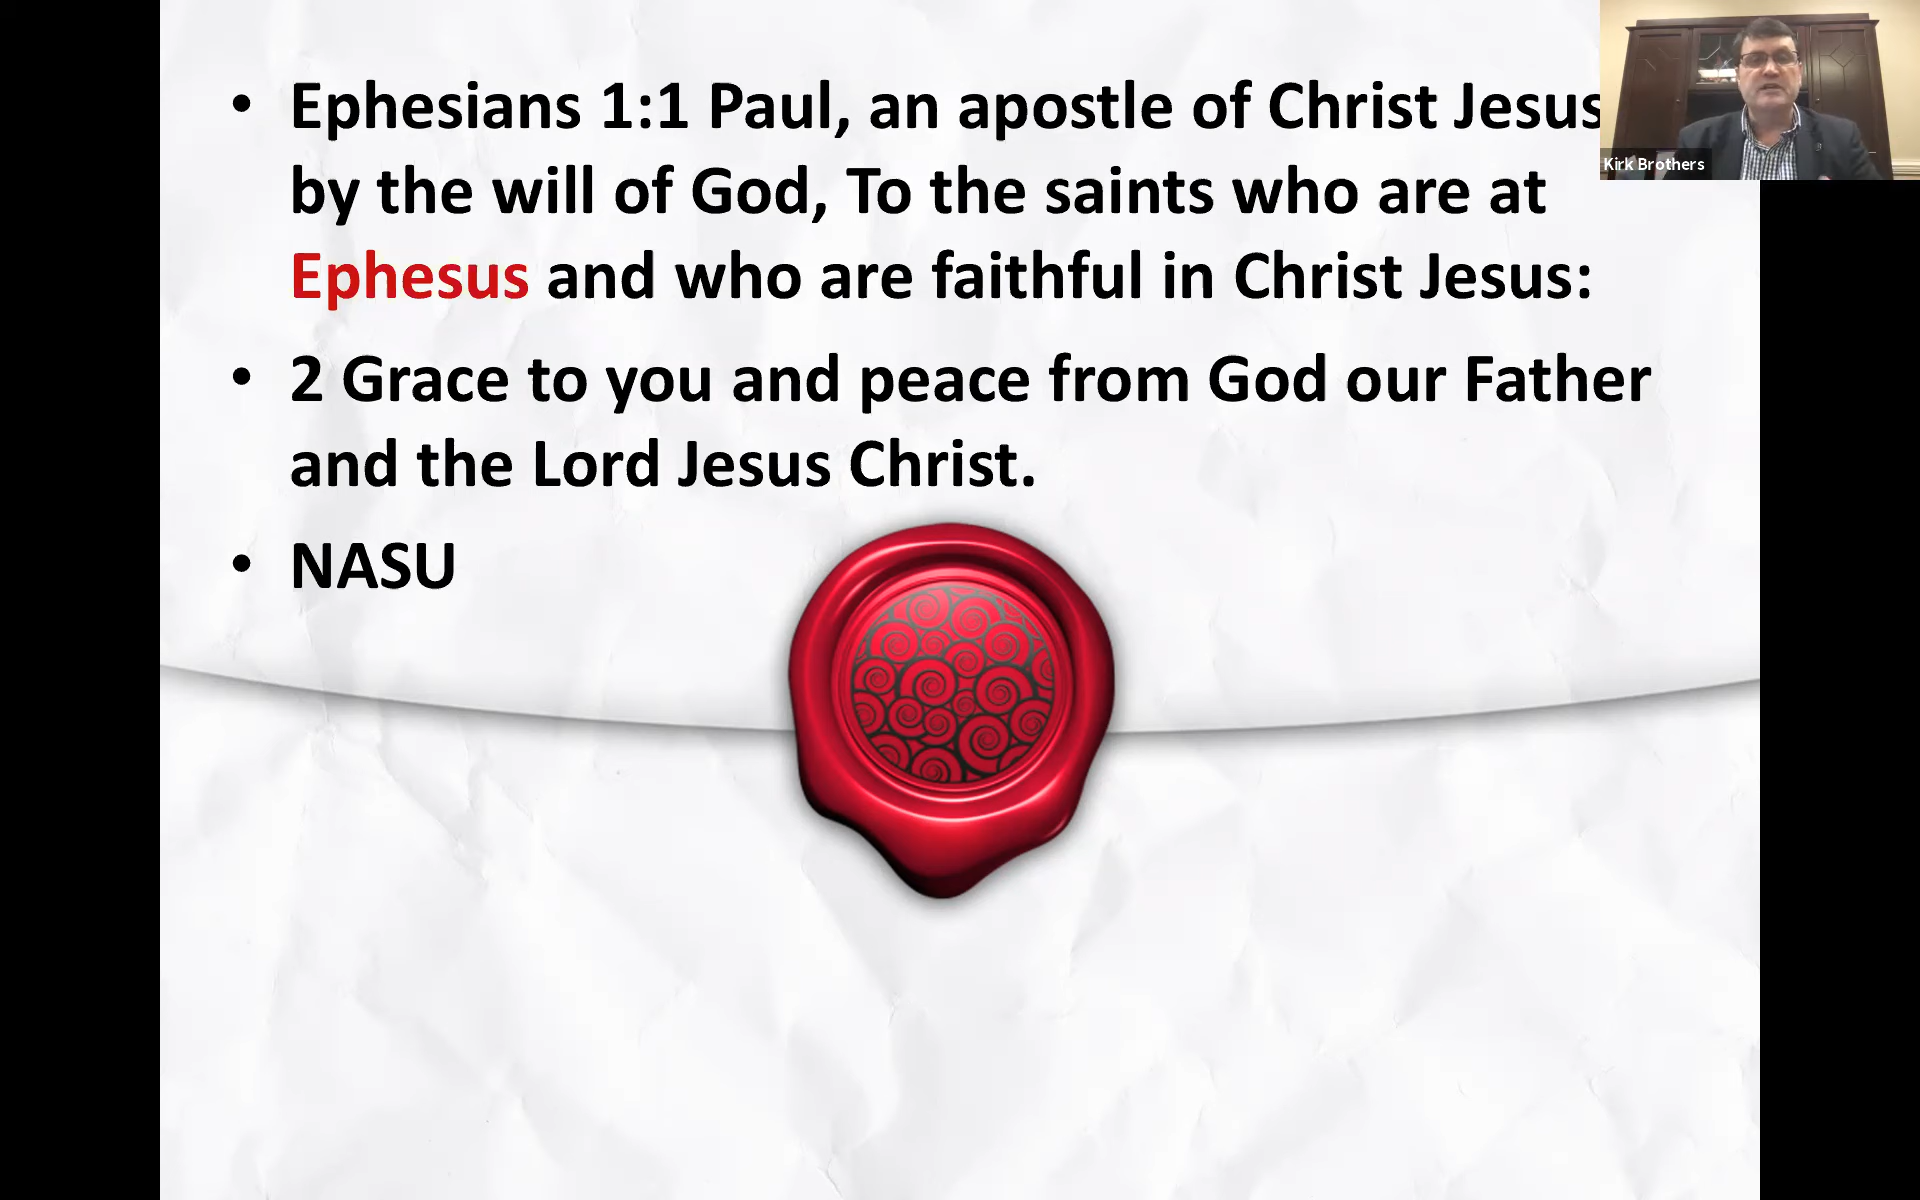 • Ephesians 1:1 Paul, an apostle of Christ Jesus
by the will of God, To the saints who are at
Ephesus and who are faithful in Christ Jesus:
• 2 Grace to you and peace from God our Father
and the Lord Jesus Christ.
• NASU
Kirk Brothers